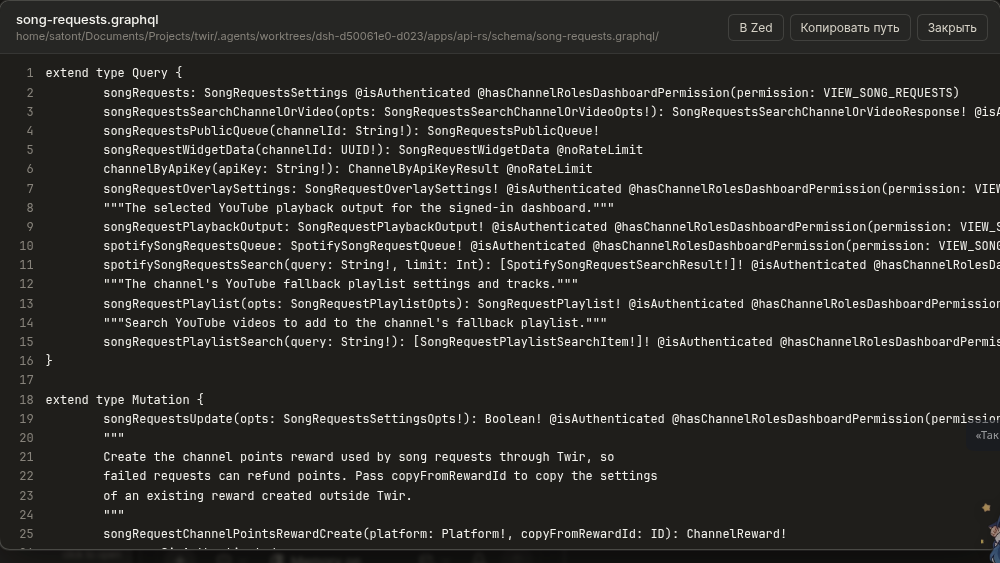 song-requests.graphql
home/satont/Documents/Projects/twir/.agents/worktrees/dsh-d50061e0-d023/apps/api-rs/schema/song-requests.graphql/
В Zed
Копировать путь
Закрыть
1 extend type Query {
2 songRequests: SongRequestsSettings @isAuthenticated @hasChannelRolesDashboardPermission(permission: VIEW_SONG_REQUESTS)
3 songRequestsSearchChannelOrVideo(opts: SongRequestsSearchChannelOrVideoOpts!): SongRequestsSearchChannelOrVideoResponse! @isA
4 songRequestsPublicQueue(channelId: String!): SongRequestsPublicQueue!
5 songRequestWidgetData(channelId: UUID!): SongRequestWidgetData @noRateLimit
6 channelByApiKey(apiKey: String!): ChannelByApiKeyResult @noRateLimit
7 songRequestOverlaySettings: SongRequestOverlaySettings! @isAuthenticated @hasChannelRolesDashboardPermission(permission: VIEW
8 """The selected YouTube playback output for the signed-in dashboard."""
9 songRequestPlaybackOutput: SongRequestPlaybackOutput! @isAuthenticated @hasChannelRolesDashboardPermission(permission: VIEW_S
10 spotifySongRequestsQueue: SpotifySongRequestQueue! @isAuthenticated @hasChannelRolesDashboardPermission(permission: VIEW_SONG
11 spotifySongRequestsSearch(query: String!, limit: Int): [SpotifySongRequestSearchResult!]! @isAuthenticated @hasChannelRolesDa
12 """The channel's YouTube fallback playlist settings and tracks."""
13 songRequestPlaylist(opts: SongRequestPlaylistOpts): SongRequestPlaylist! @isAuthenticated @hasChannelRolesDashboardPermission
14 """Search YouTube videos to add to the channel's fallback playlist."""
15 songRequestPlaylistSearch(query: String!): [SongRequestPlaylistSearchItem!]! @isAuthenticated @hasChannelRolesDashboardPermis
16 }
17
18 extend type Mutation {
19 songRequestsUpdate(opts: SongRequestsSettingsOpts!): Boolean! @isAuthenticated @hasChannelRolesDashboardPermission(permission
20 """
«Так
21 Create the channel points reward used by song requests through Twir, so
22 failed requests can refund points. Pass copyFromRewardId to copy the settings
23 of an existing reward created outside Twir.
24 """
25 songRequestChannelPointsRewardCreate(platform: Platform!, copyFromRewardId: ID): ChannelReward!